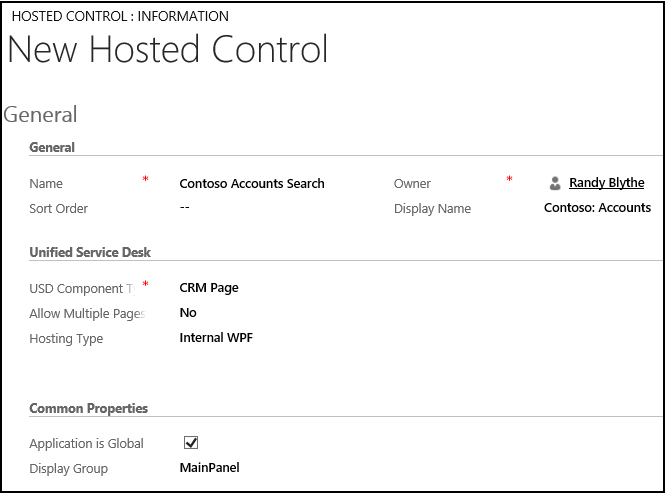 HOSTED CONTROL : INFORMATION
New Hosted Control
General
General
Name * Contoso Accounts Search Owner * Randy Blythe
Sort Order -- Display Name Contoso: Accounts
Unified Service Desk
USD Component T * CRM Page
Allow Multiple Pages No
Hosting Type Internal WPF
Common Properties
Application is Global
Display Group MainPanel